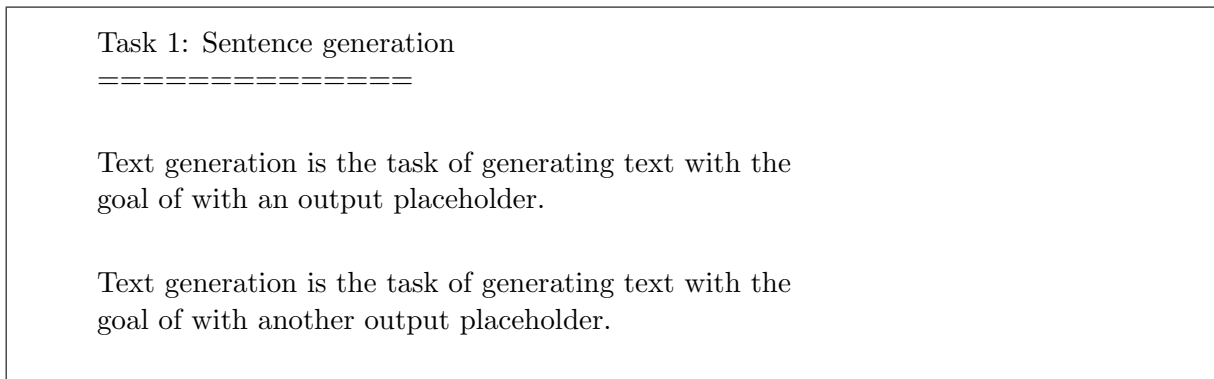 Task 1: Sentence generation
==============
Text generation is the task of generating text with the
goal of with an output placeholder.
Text generation is the task of generating text with the
goal of with another output placeholder.